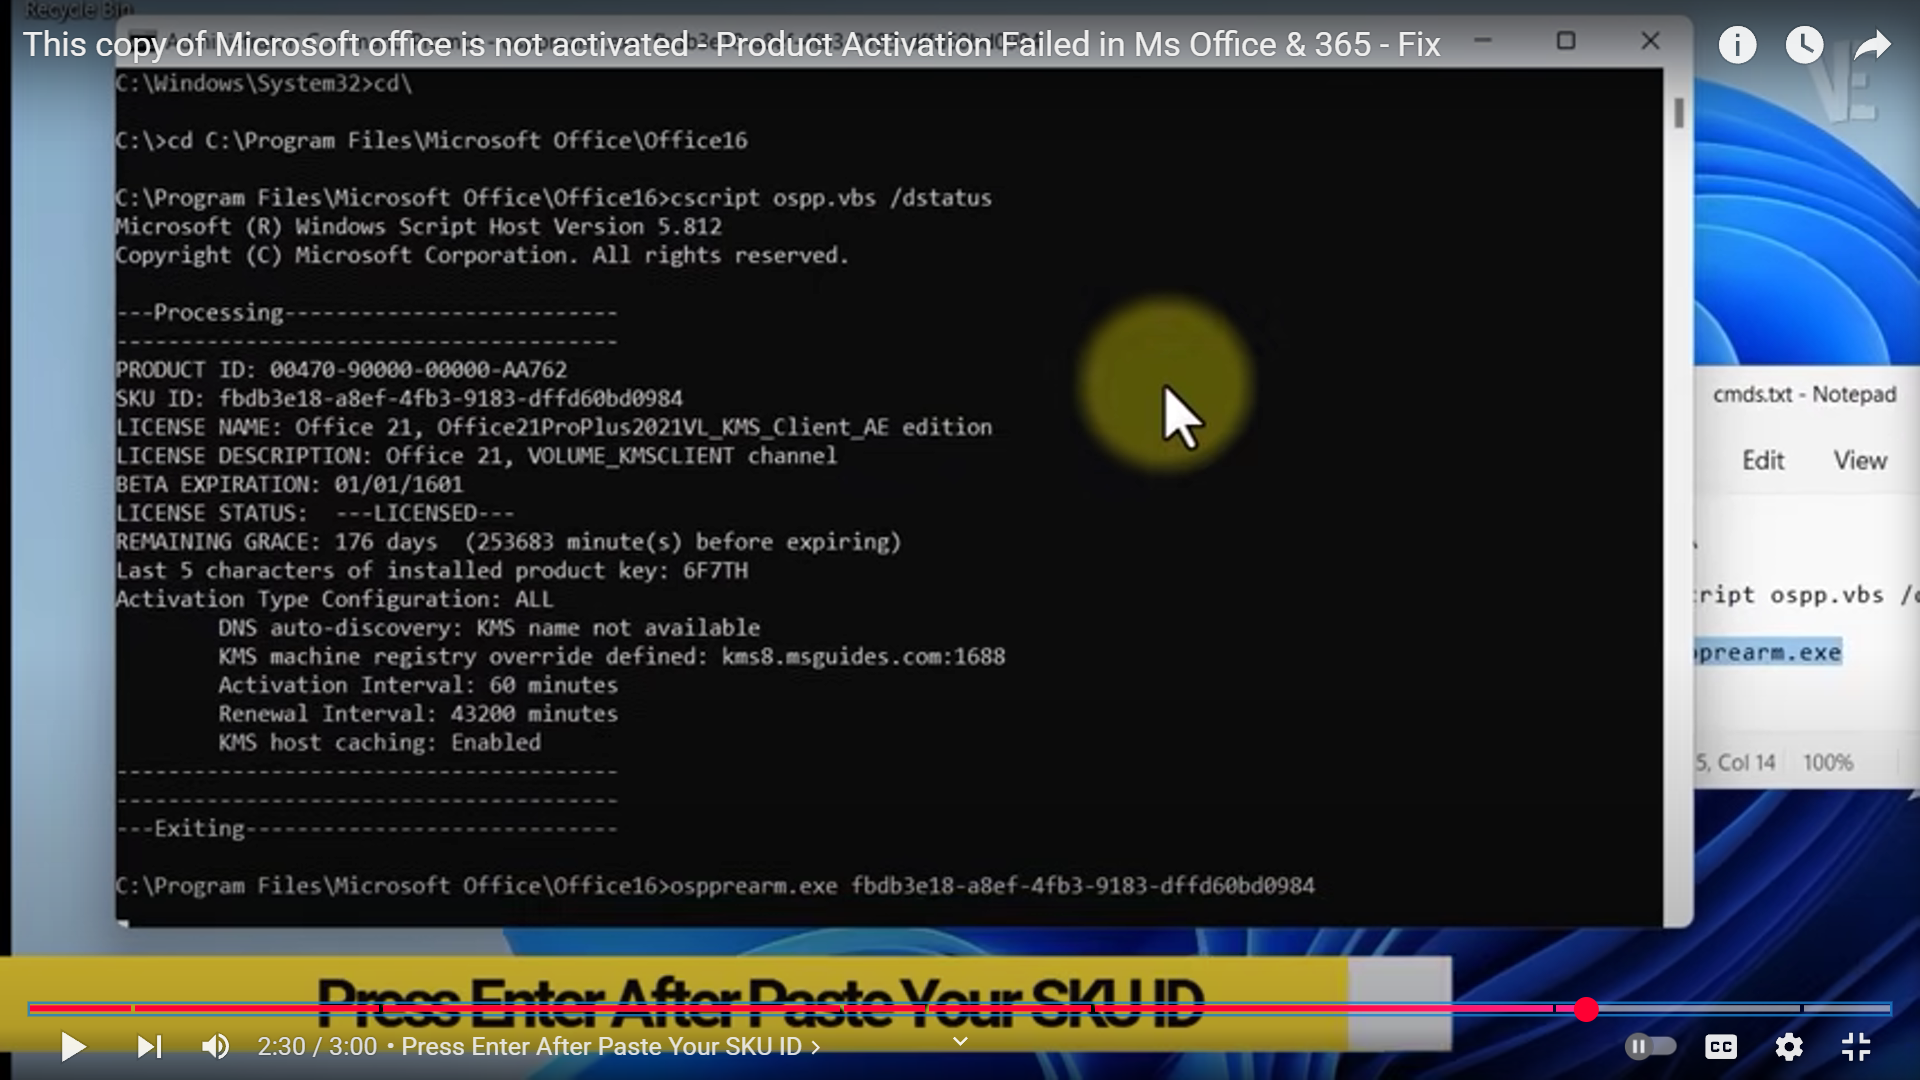 Recycle Bin
This copy of Microsoft office is not activated - Product Activation Failed in Ms Office & 365 - Fix
C:\Windows\System32>cd\
C:\>cd C:\Program Files\Microsoft Office\Office16
C:\Program Files\Microsoft Office\Office16>cscript ospp.vbs /dstatus
Microsoft (R) Windows Script Host Version 5.812
Copyright (C) Microsoft Corporation. All rights reserved.
---Processing--------------------------
---------------------------------------
PRODUCT ID: 00470-90000-00000-AA762
SKU ID: fbdb3e18-a8ef-4fb3-9183-dffd60bd0984
LICENSE NAME: Office 21, Office21ProPlus2021VL_KMS_Client_AE edition
LICENSE DESCRIPTION: Office 21, VOLUME_KMSCLIENT channel
BETA EXPIRATION: 01/01/1601
LICENSE STATUS:  ---LICENSED---
REMAINING GRACE: 176 days  (253683 minute(s) before expiring)
Last 5 characters of installed product key: 6F7TH
Activation Type Configuration: ALL
DNS auto-discovery: KMS name not available
KMS machine registry override defined: kms8.msguides.com:1688
Activation Interval: 60 minutes
Renewal Interval: 43200 minutes
KMS host caching: Enabled
---------------------------------------
---------------------------------------
---Exiting-----------------------------
C:\Program Files\Microsoft Office\Office16>ospprearm.exe fbdb3e18-a8ef-4fb3-9183-dffd60bd0984
VE
cmds.txt - Notepad
Edit View
ript ospp.vbs /
pprearm.exe
5, Col 14 100%
Press Enter After Paste Your SKU ID
2:30 / 3:00 • Press Enter After Paste Your SKU ID >
CC